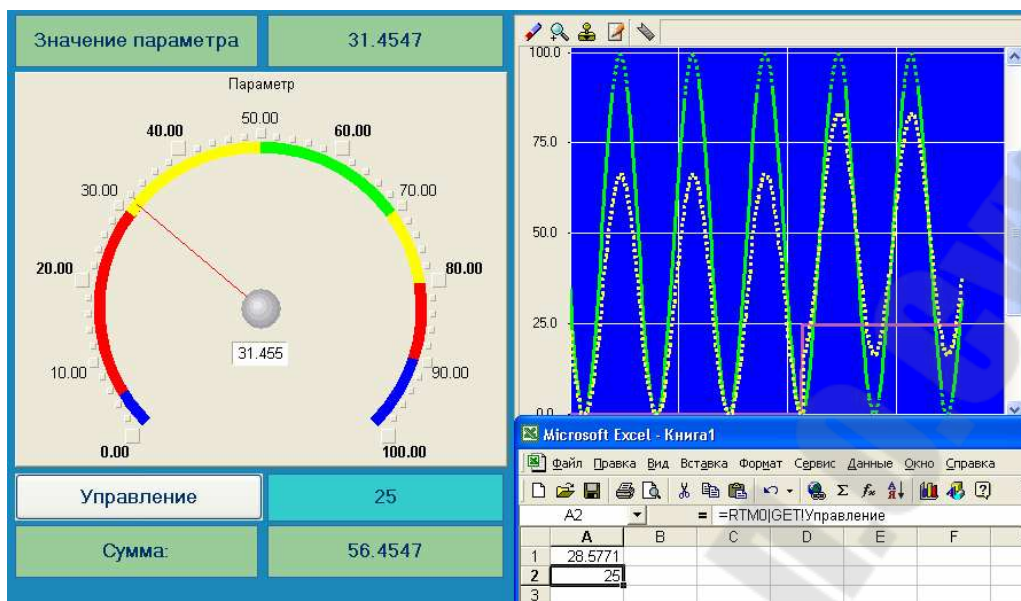 Значение параметра 31.4547
Параметр
0.00
10.00
20.00
30.00
40.00
50.00
60.00
70.00
80.00
90.00
100.00
31.455
Управление 25
Сумма: 56.4547
100.0
75.0
50.0
25.0
0.0
Microsoft Excel - Книга1
Файл Правка Вид Вставка Формат Сервис Данные Окно Справка
A2 = =RTM0|GET!Управление
A B C D E F
1 28.5771
2 25
3